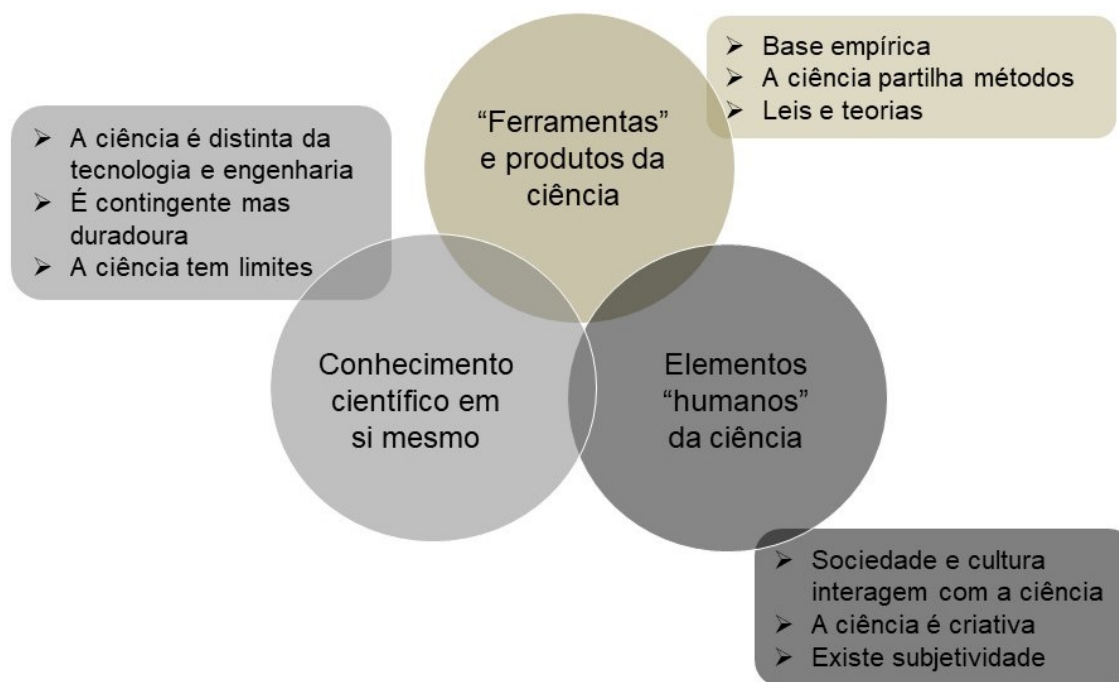 ➢ Base empírica
➢ A ciência partilha métodos
➢ Leis e teorias
“Ferramentas”
e produtos da
ciência
➢ A ciência é distinta da
tecnologia e engenharia
➢ É contingente mas
duradoura
➢ A ciência tem limites
Conhecimento
científico em
si mesmo
Elementos
“humanos”
da ciência
➢ Sociedade e cultura
interagem com a ciência
➢ A ciência é criativa
➢ Existe subjetividade